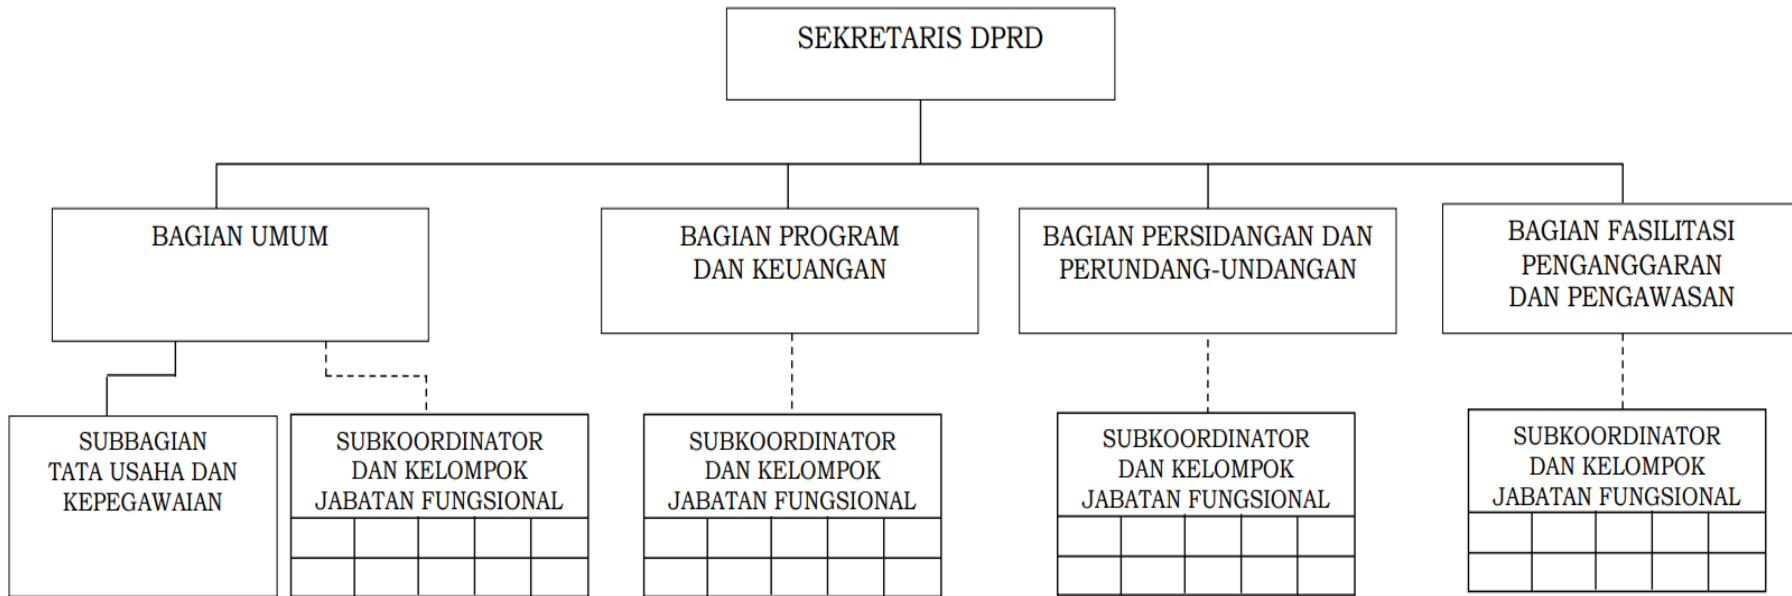 SEKRETARIS DPRD
BAGIAN UMUM
BAGIAN PROGRAM
DAN KEUANGAN
BAGIAN PERSIDANGAN DAN
PERUNDANG-UNDANGAN
BAGIAN FASILITASI
PENGANGGARAN
DAN PENGAWASAN
SUBBAGIAN
TATA USAHA DAN
KEPEGAWAIAN
SUBKOORDINATOR
DAN KELOMPOK
JABATAN FUNGSIONAL
SUBKOORDINATOR
DAN KELOMPOK
JABATAN FUNGSIONAL
SUBKOORDINATOR
DAN KELOMPOK
JABATAN FUNGSIONAL
SUBKOORDINATOR
DAN KELOMPOK
JABATAN FUNGSIONAL